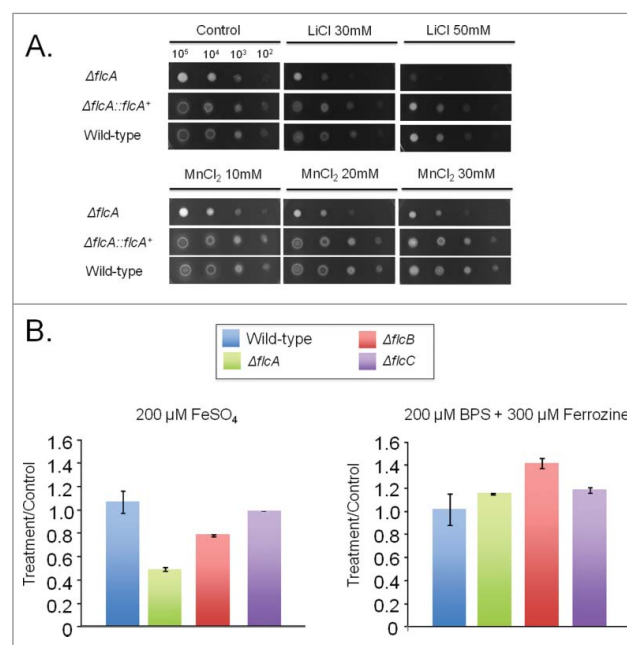 A.
Control LiCl 30mM LiCl 50mM
10⁵ 10⁴ 10³ 10²
ΔflcA
ΔflcA::flcA⁺
Wild-type
MnCl₂ 10mM MnCl₂ 20mM MnCl₂ 30mM
ΔflcA
ΔflcA::flcA⁺
Wild-type
B.
Wild-type ΔflcB
ΔflcA ΔflcC
200 µM FeSO₄
200 µM BPS + 300 µM Ferrozine
Treatment/Control
1.6
1.4
1.2
1.0
0.8
0.6
0.4
0.2
0
Treatment/Control
1.6
1.4
1.2
1.0
0.8
0.6
0.4
0.2
0